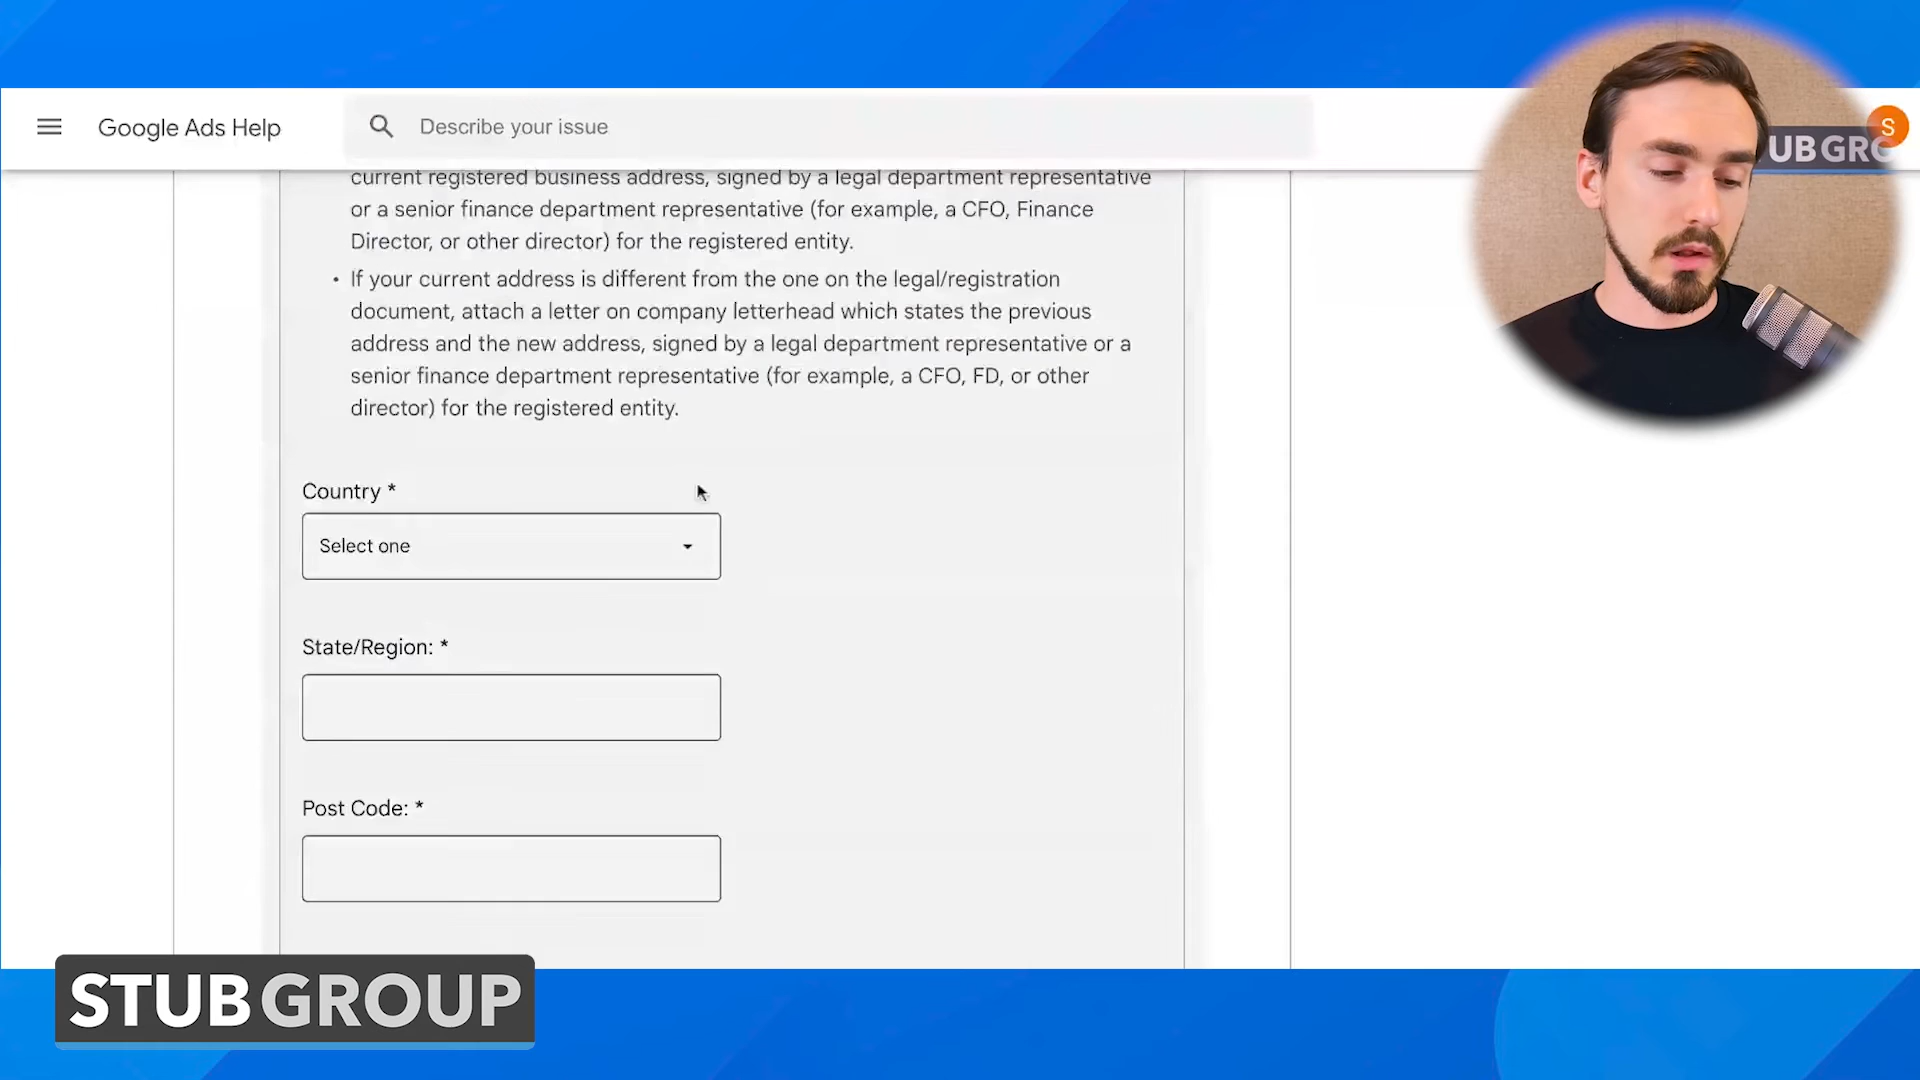 Google Ads Help
Describe your issue
S
UB GRO
current registered business address, signed by a legal department representative
or a senior finance department representative (for example, a CFO, Finance
Director, or other director) for the registered entity.
• If your current address is different from the one on the legal/registration
document, attach a letter on company letterhead which states the previous
address and the new address, signed by a legal department representative or a
senior finance department representative (for example, a CFO, FD, or other
director) for the registered entity.
Country *
Select one
State/Region: *
Post Code: *
STUBGROUP